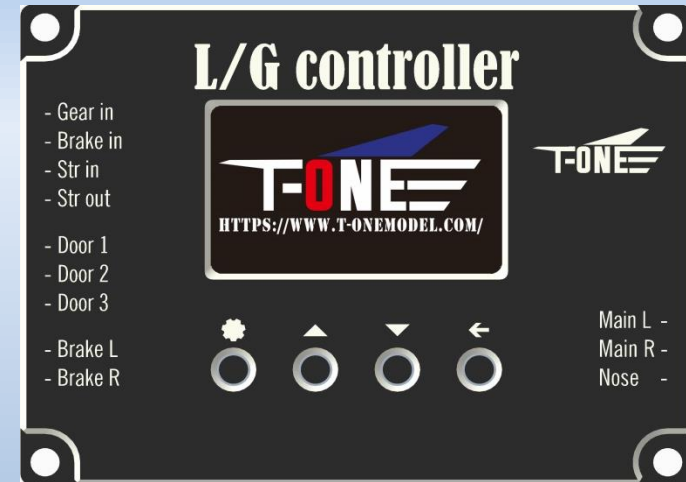 L/G controller
- Gear in
- Brake in
- Str in
- Str out
- Door 1
- Door 2
- Door 3
- Brake L
- Brake R
T-ONE
HTTPS://WWW.T-ONEMODEL.COM/
T-ONE
Main L -
Main R -
Nose -